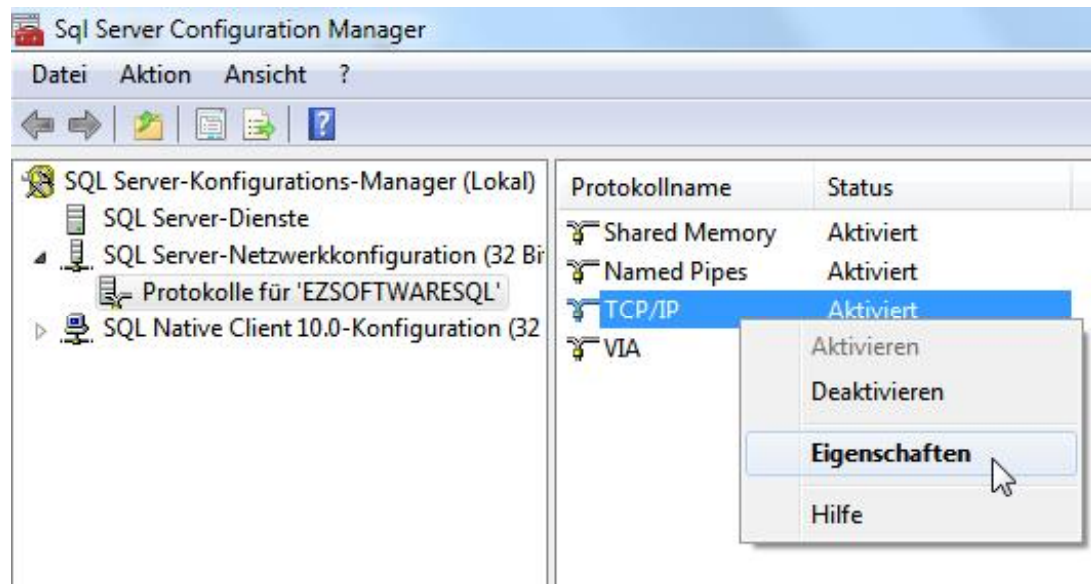 Sql Server Configuration Manager
Datei Aktion Ansicht ?
SQL Server-Konfigurations-Manager (Lokal)
SQL Server-Dienste
SQL Server-Netzwerkkonfiguration (32 Bi
Protokolle für 'EZSOFTWARESQL'
SQL Native Client 10.0-Konfiguration (32
Protokollname Status
Shared Memory Aktiviert
Named Pipes Aktiviert
TCP/IP Aktiviert
VIA
Aktivieren
Deaktivieren
Eigenschaften
Hilfe